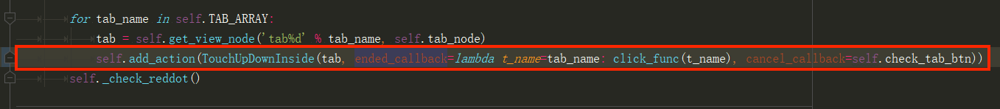 for tab_name in self.TAB_ARRAY:
tab = self.get_view_node('tab%d' % tab_name, self.tab_node)
self.add_action(TouchUpDownInside(tab, ended_callback=lambda t_name=tab_name: click_func(t_name), cancel_callback=self.check_tab_btn))
self._check_reddot()